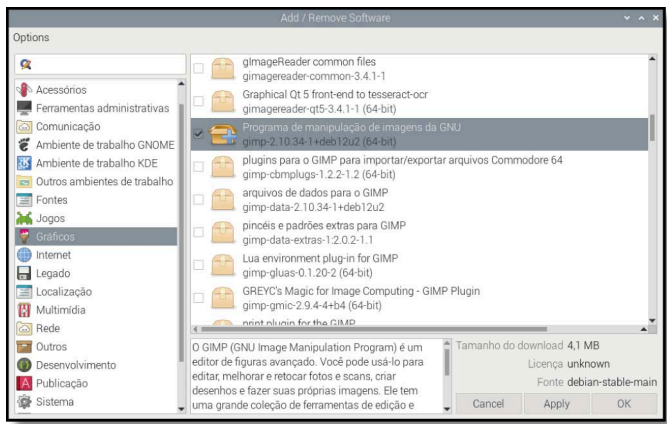 Add / Remove Software
Options
Acessórios
Ferramentas administrativas
Comunicação
Ambiente de trabalho GNOME
Ambiente de trabalho KDE
Outros ambientes de trabalho
Fontes
Jogos
Gráficos
Internet
Legado
Localização
Multimídia
Rede
Outros
Desenvolvimento
Publicação
Sistema
gImageReader common files
gimagereader-common-3.4.1-1
Graphical Qt 5 front-end to tesseract-ocr
gimagereader-qt5-3.4.1-1 (64-bit)
Programa de manipulação de imagens da GNU
gimp-2.10.34-1+deb12u2 (64-bit)
plugins para o GIMP para importar/exportar arquivos Commodore 64
gimp-cbmplugs-1.2.2-1.2 (64-bit)
arquivos de dados para o GIMP
gimp-data-2.10.34-1+deb12u2
pincéis e padrões extras para GIMP
gimp-data-extras-1:2.0.2-1.1
Lua environment plug-in for GIMP
gimp-gluas-0.1.20-2 (64-bit)
GREYC's Magic for Image Computing - GIMP Plugin
gimp-gmic-2.9.4-4+b4 (64-bit)
print plugin for the GIMP
O GIMP (GNU Image Manipulation Program) é um
editor de figuras avançado. Você pode usá-lo para
editar, melhorar e retocar fotos e scans, criar
desenhos e fazer suas próprias imagens. Ele tem
uma grande coleção de ferramentas de edição e
Tamanho do download 4,1 MB
Licença unknown
Fonte debian-stable-main
Cancel Apply OK